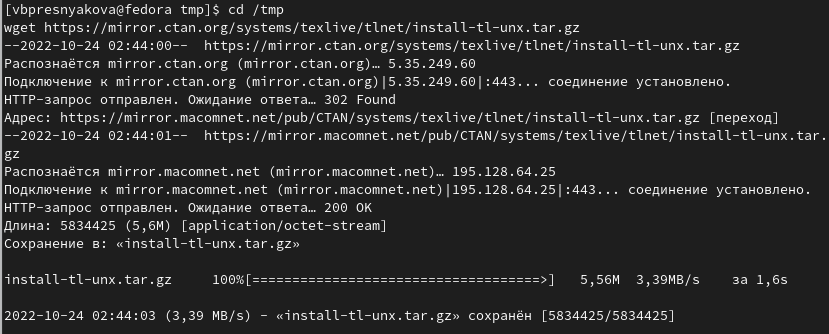 [vbpresnyakova@fedora tmp]$ cd /tmp
wget https://mirror.ctan.org/systems/texlive/tlnet/install-tl-unx.tar.gz
--2022-10-24 02:44:00--  https://mirror.ctan.org/systems/texlive/tlnet/install-tl-unx.tar.gz
Распознаётся mirror.ctan.org (mirror.ctan.org)… 5.35.249.60
Подключение к mirror.ctan.org (mirror.ctan.org)|5.35.249.60|:443... соединение установлено.
HTTP-запрос отправлен. Ожидание ответа… 302 Found
Адрес: https://mirror.macomnet.net/pub/CTAN/systems/texlive/tlnet/install-tl-unx.tar.gz [переход]
--2022-10-24 02:44:01--  https://mirror.macomnet.net/pub/CTAN/systems/texlive/tlnet/install-tl-unx.tar.
gz
Распознаётся mirror.macomnet.net (mirror.macomnet.net)… 195.128.64.25
Подключение к mirror.macomnet.net (mirror.macomnet.net)|195.128.64.25|:443... соединение установлено.
HTTP-запрос отправлен. Ожидание ответа… 200 OK
Длина: 5834425 (5,6M) [application/octet-stream]
Сохранение в: «install-tl-unx.tar.gz»
install-tl-unx.tar.gz     100%[====================================>]   5,56M  3,39MB/s    за 1,6s
2022-10-24 02:44:03 (3,39 MB/s) - «install-tl-unx.tar.gz» сохранён [5834425/5834425]